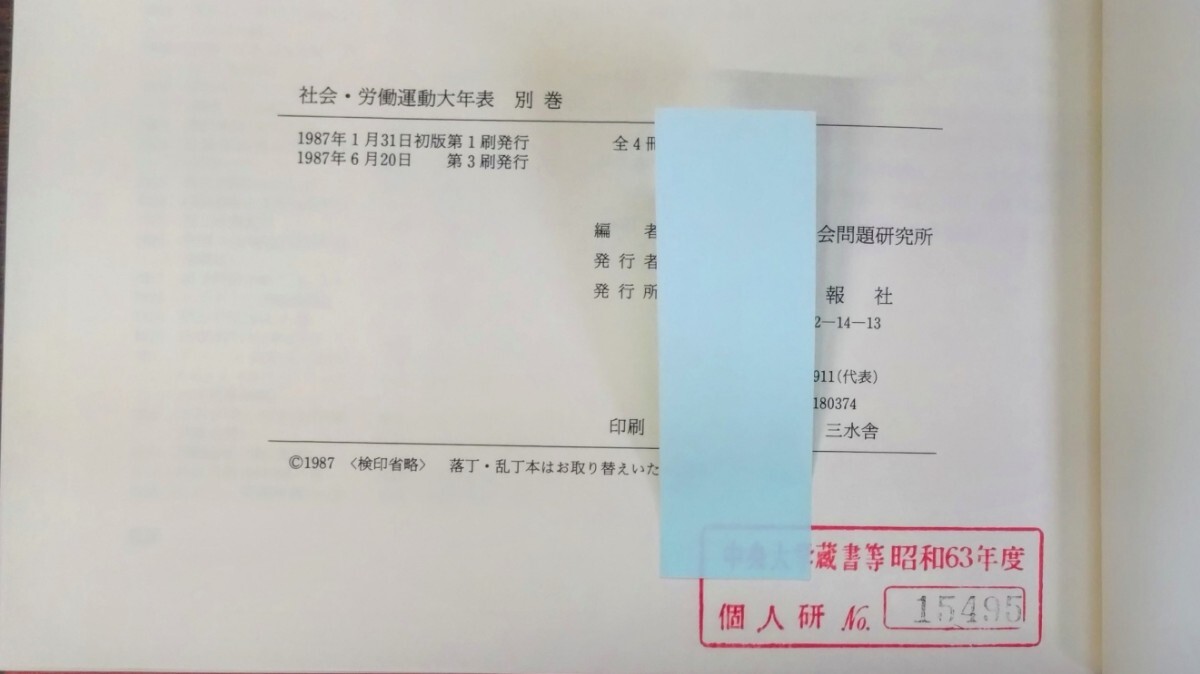 社会・労働運動大年表 別巻
1987年1月31日初版第1刷発行 全4冊
1987年6月20日 第3刷発行
編 者 会問題研究所
発行者
発行所 報 社
2-14-13
911(代表)
180374
印刷 三水舎
©1987 〈検印省略〉 落丁・乱丁本はお取り替えいた
蔵書等昭和63年度
個人研 No. 15495